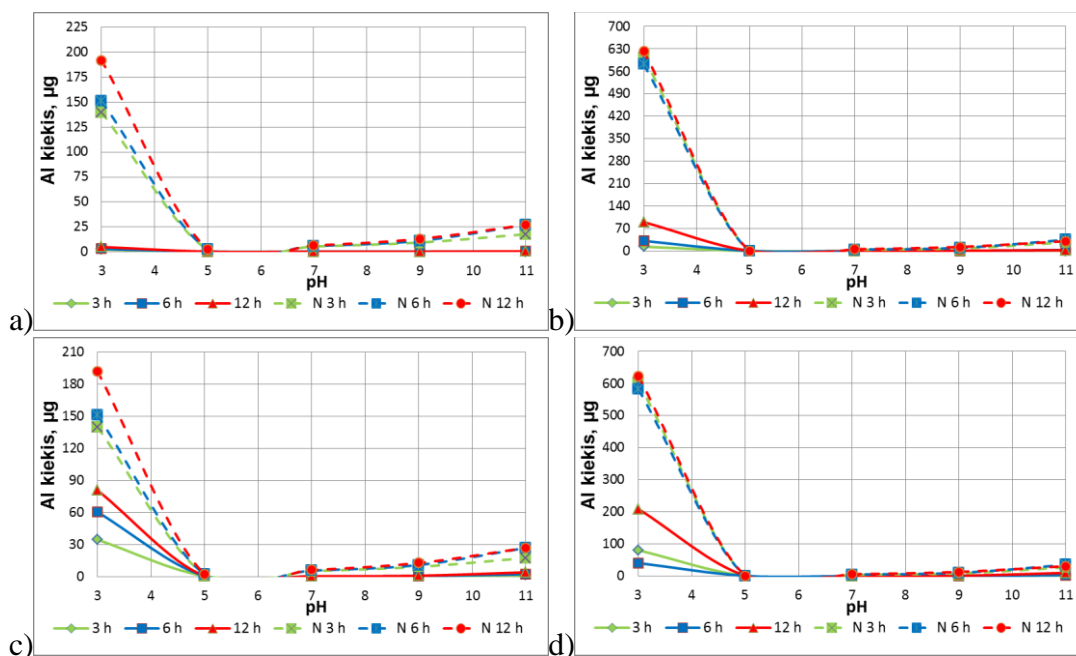 225
200
175
150
125
100
75
50
25
0
Al kiekis, µg
3 4 5 6 7 8 9 10 11
pH
3 h 6 h 12 h N 3 h N 6 h N 12 h
a)
700
630
560
490
420
350
280
210
140
70
0
Al kiekis, µg
3 4 5 6 7 8 9 10 11
pH
3 h 6 h 12 h N 3 h N 6 h N 12 h
b)
210
180
150
120
90
60
30
0
Al kiekis, µg
3 4 5 6 7 8 9 10 11
pH
3 h 6 h 12 h N 3 h N 6 h N 12 h
c)
700
600
500
400
300
200
100
0
Al kiekis, µg
3 4 5 6 7 8 9 10 11
pH
3 h 6 h 12 h N 3 h N 6 h N 12 h
d)